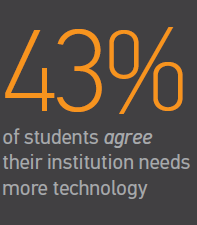 43%
of students agree
their institution needs
more technology